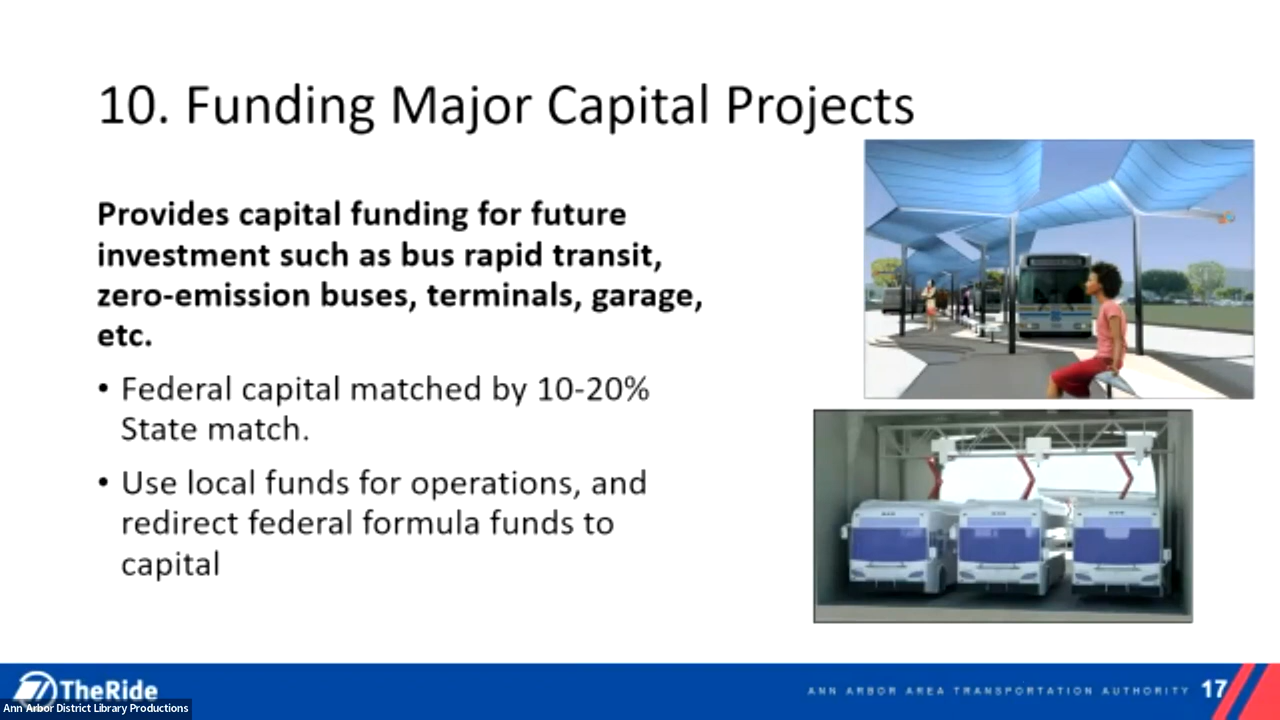 10. Funding Major Capital Projects
Provides capital funding for future
investment such as bus rapid transit,
zero-emission buses, terminals, garage,
etc.
• Federal capital matched by 10-20%
State match.
• Use local funds for operations, and
redirect federal formula funds to
capital
TheRide
ANN ARBOR AREA TRANSPORTATION AUTHORITY 17
Ann Arbor District Library Productions